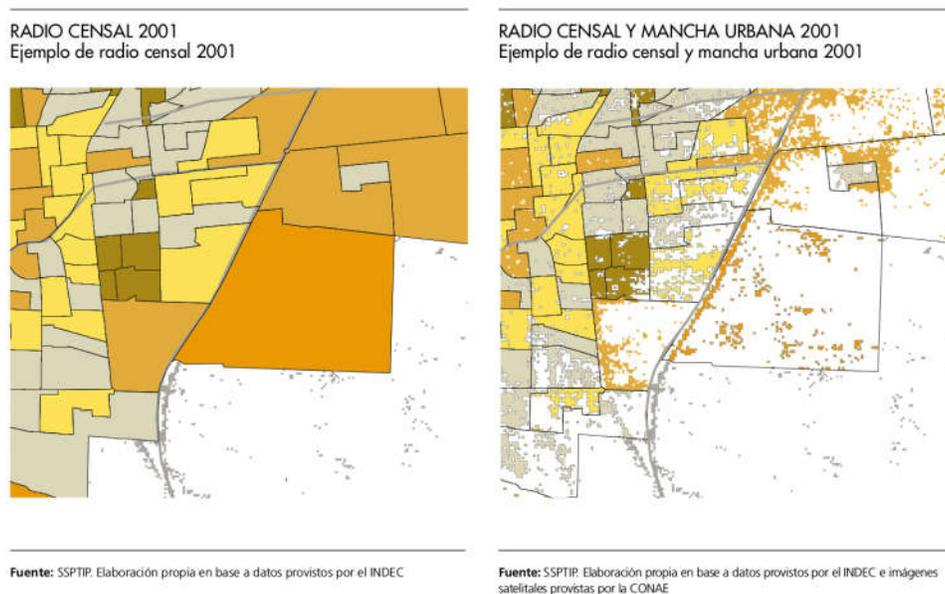 RADIO CENSAL 2001
Ejemplo de radio censal 2001
RADIO CENSAL Y MANCHA URBANA 2001
Ejemplo de radio censal y mancha urbana 2001
Fuente: SSPTIP. Elaboración propia en base a datos provistos por el INDEC
Fuente: SSPTIP. Elaboración propia en base a datos provistos por el INDEC e imágenes
satelitales provistas por la CONAE